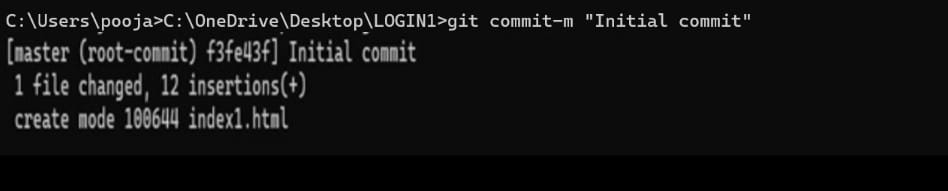 C:\Users\pooja>C:\OneDrive\Desktop\LOGIN1>git commit-m "Initial commit"
[master (root-commit) f3fe43f] Initial commit
1 file changed, 12 insertions(+)
create mode 100644 index1.html